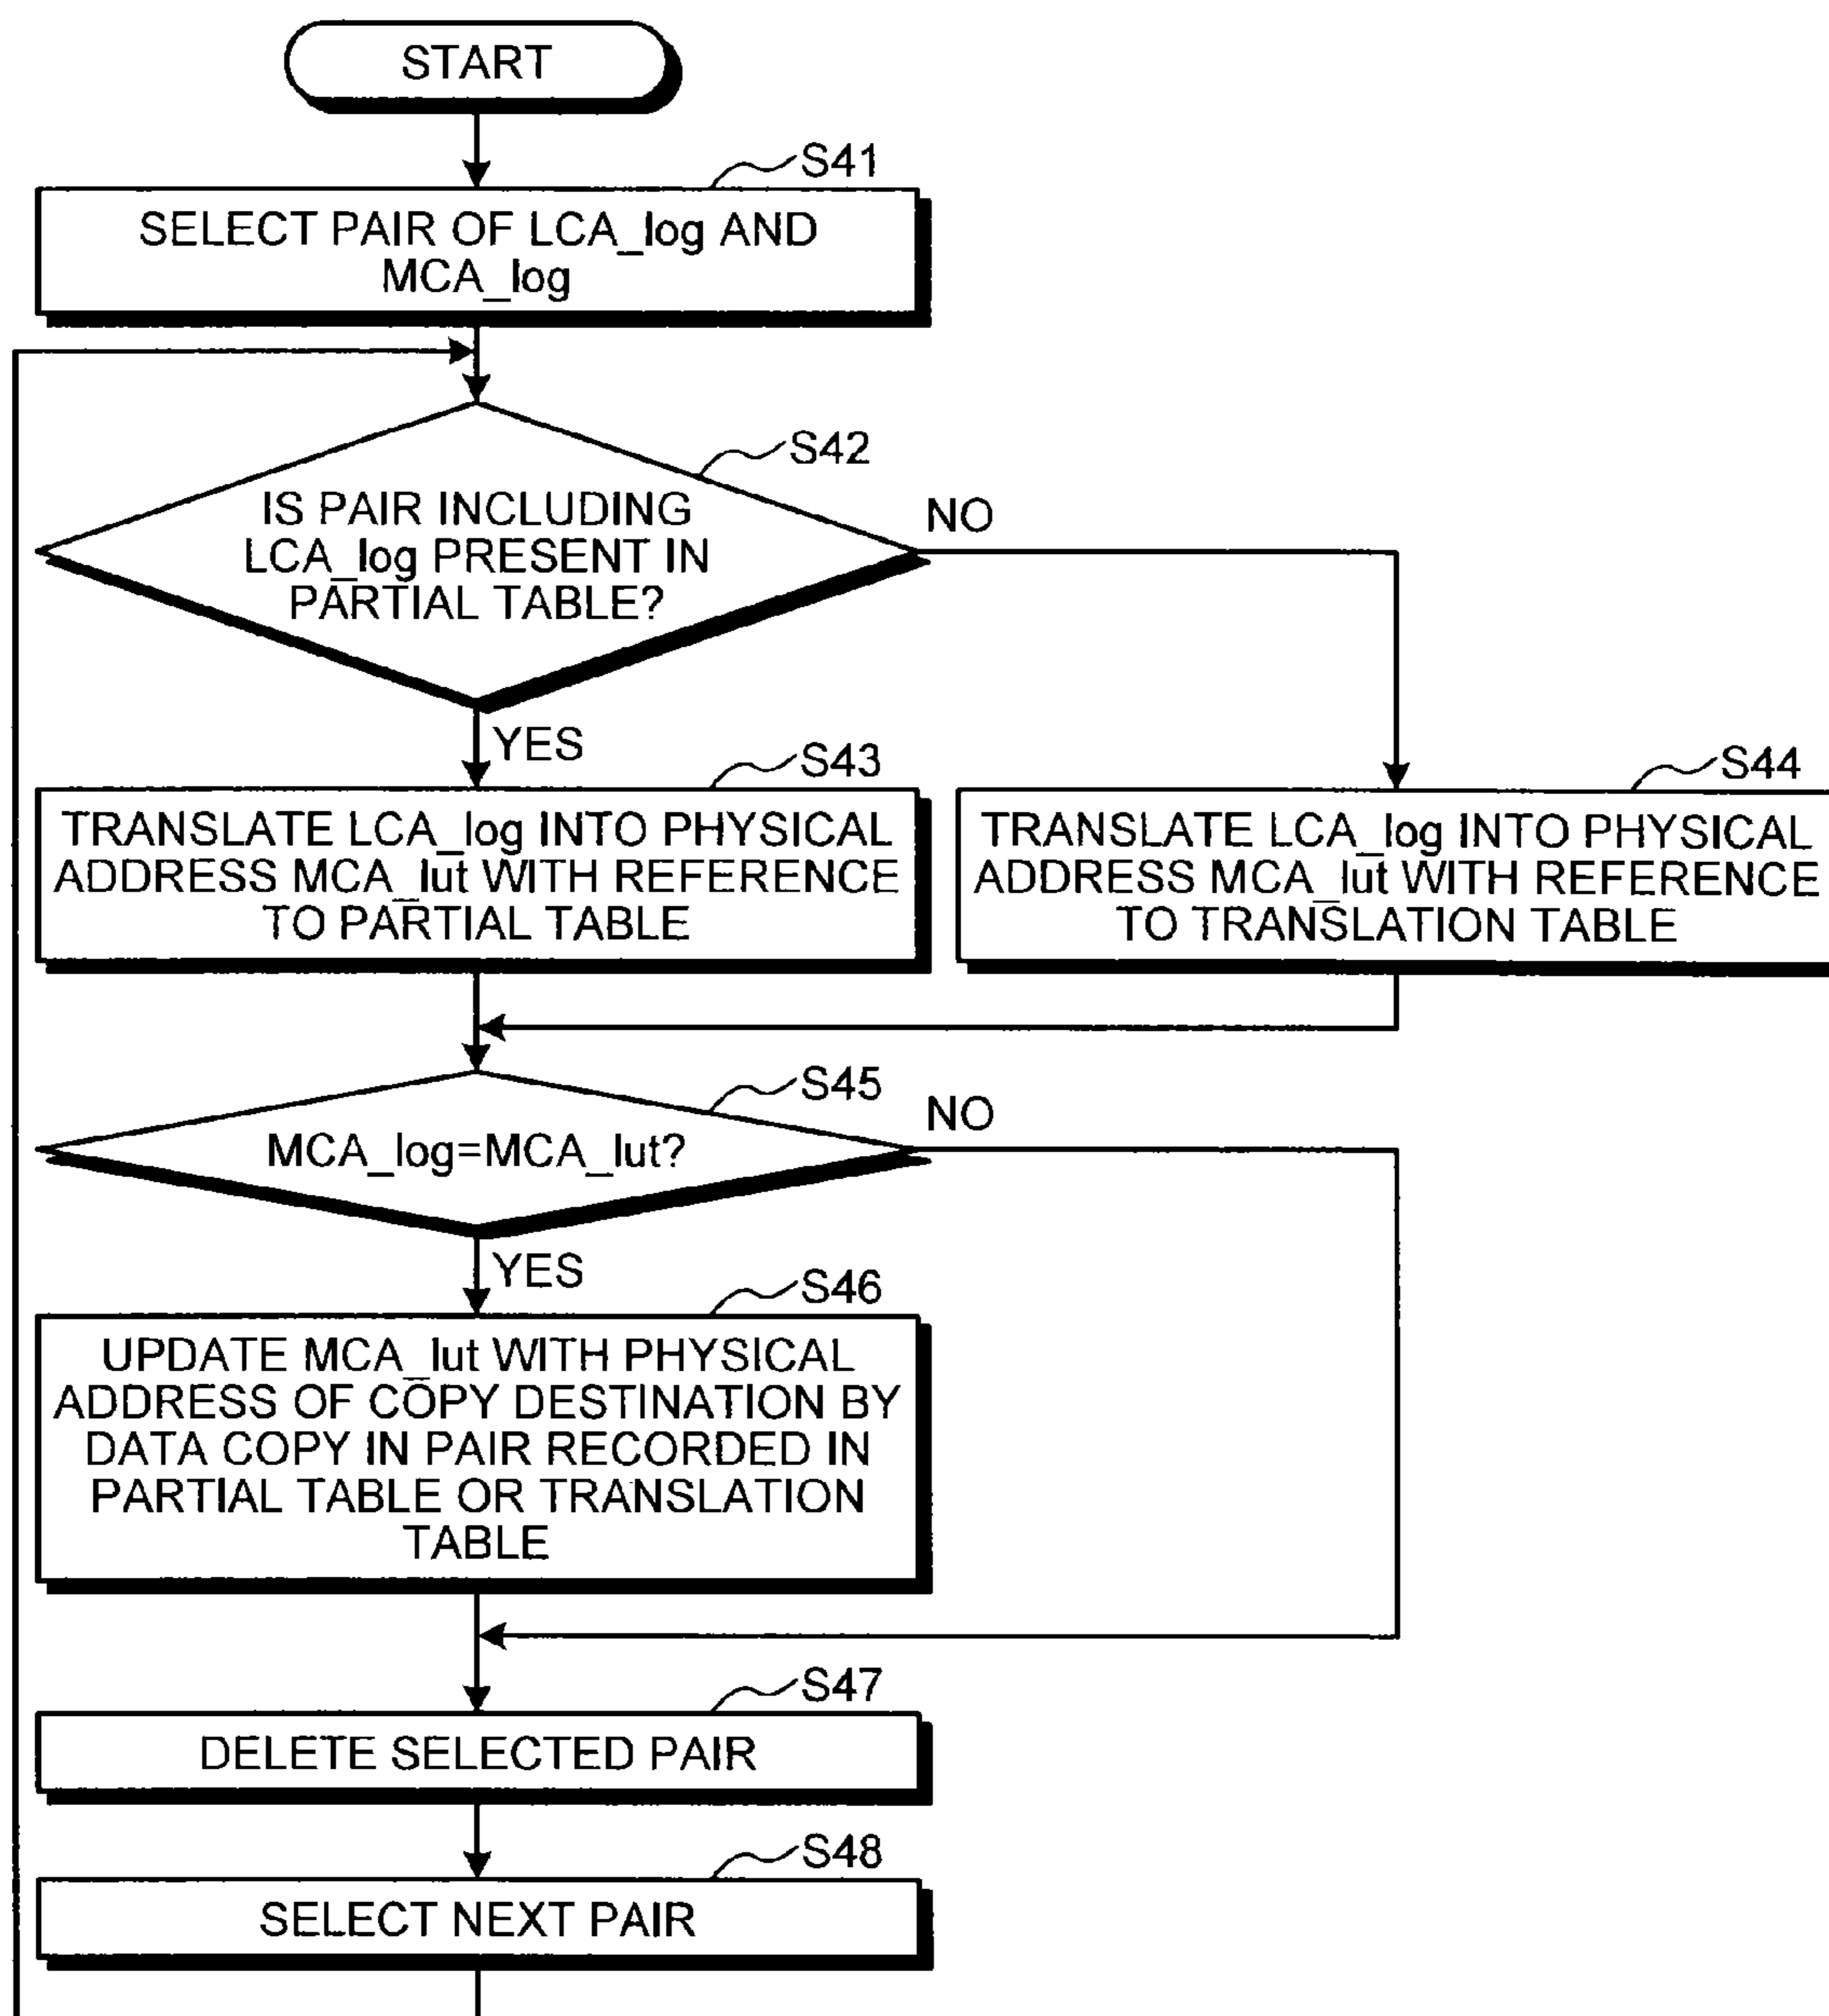 START
S41
SELECT PAIR OF LCA_log AND
MCA_log
S42
IS PAIR INCLUDING
LCA_log PRESENT IN
PARTIAL TABLE?
NO
YES
S43
TRANSLATE LCA_log INTO PHYSICAL
ADDRESS MCA_lut WITH REFERENCE
TO PARTIAL TABLE
S44
TRANSLATE LCA_log INTO PHYSICAL
ADDRESS MCA_lut WITH REFERENCE
TO TRANSLATION TABLE
S45
MCA_log=MCA_lut?
NO
YES
S46
UPDATE MCA_lut WITH PHYSICAL
ADDRESS OF COPY DESTINATION BY
DATA COPY IN PAIR RECORDED IN
PARTIAL TABLE OR TRANSLATION
TABLE
S47
DELETE SELECTED PAIR
S48
SELECT NEXT PAIR